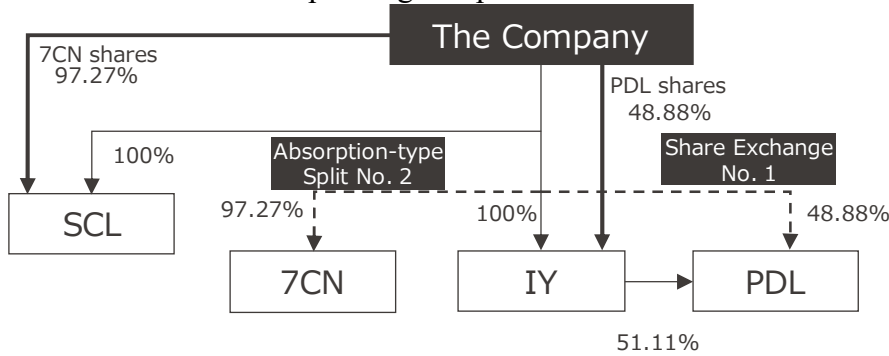 The Company
7CN shares
97.27%
PDL shares
48.88%
100%
Absorption-type
Split No. 2
Share Exchange
No. 1
97.27%
100%
48.88%
SCL
7CN
IY
PDL
51.11%